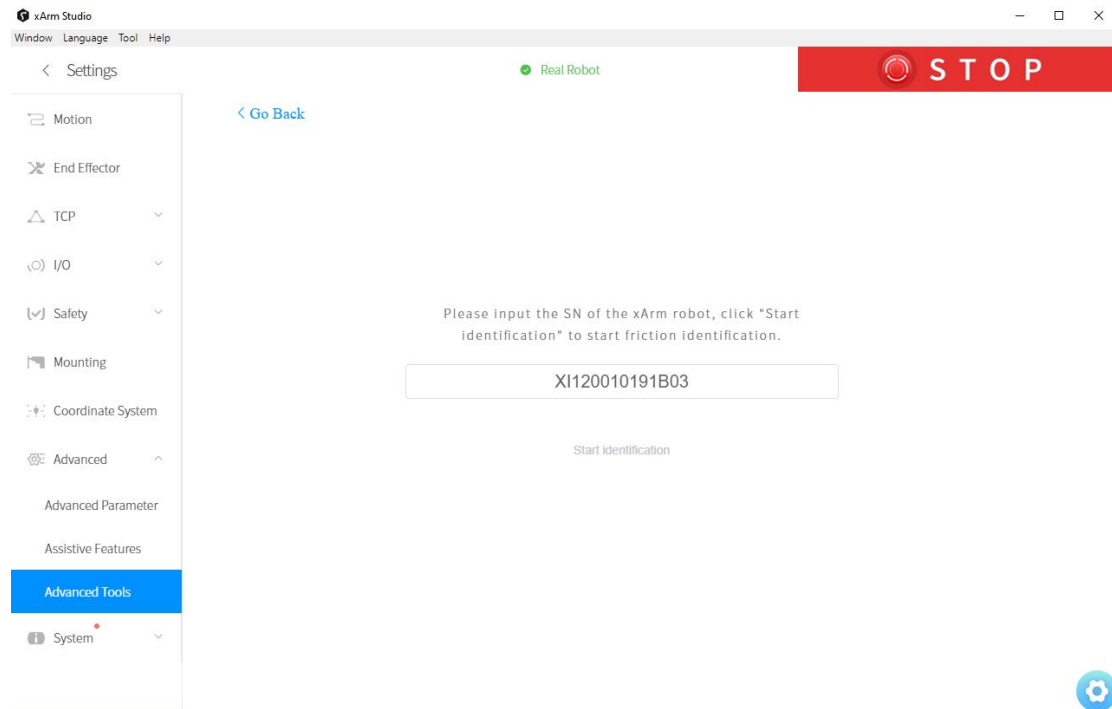 xArm Studio
Window Language Tool Help
Settings
Real Robot
STOP
Motion
Go Back
End Effector
TCP
I/O
Safety
Please input the SN of the xArm robot, click "Start
identification" to start friction identification.
Mounting
XI120010191B03
Coordinate System
Advanced
Start identification
Advanced Parameter
Assistive Features
Advanced Tools
System